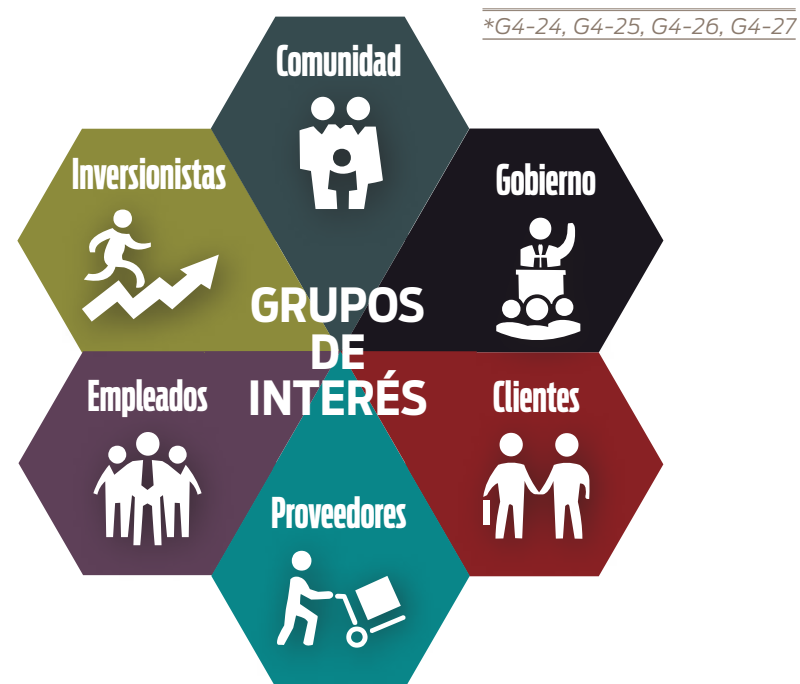 *G4-24, G4-25, G4-26, G4-27
Comunidad
Inversionistas
Gobierno
GRUPOS
DE
INTERÉS
Empleados
Clientes
Proveedores